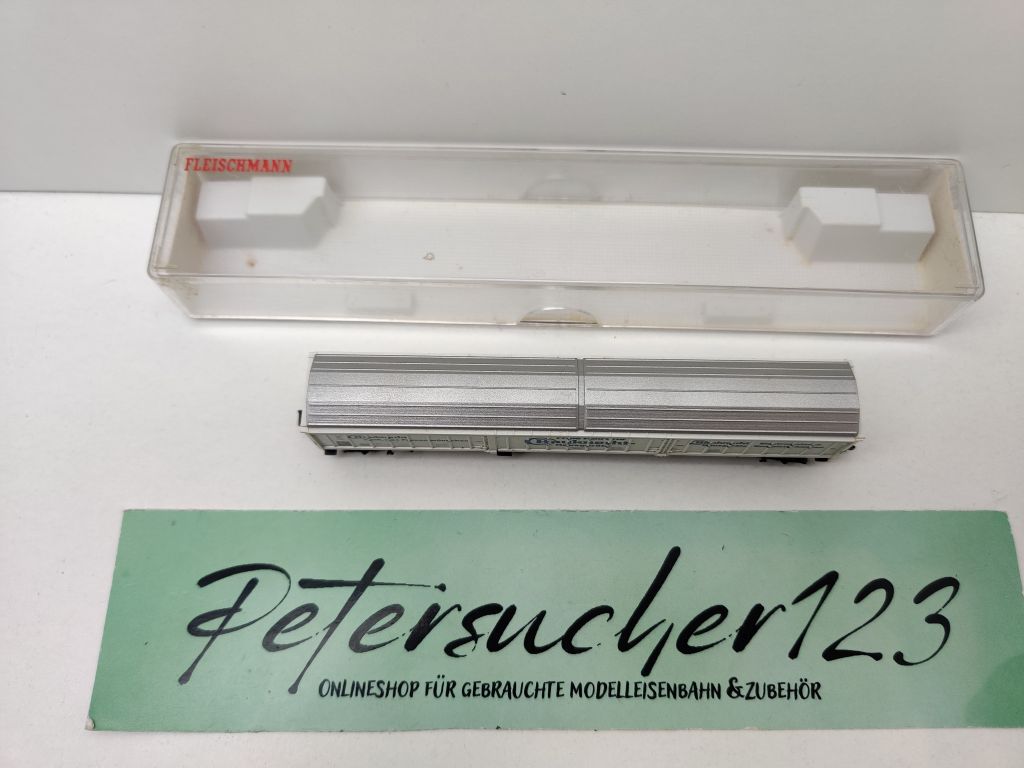 FLEISCHMANN
Petersucher123
ONLINESHOP FÜR GEBRAUCHTE MODELLEISENBAHN &ZUBEHÖR